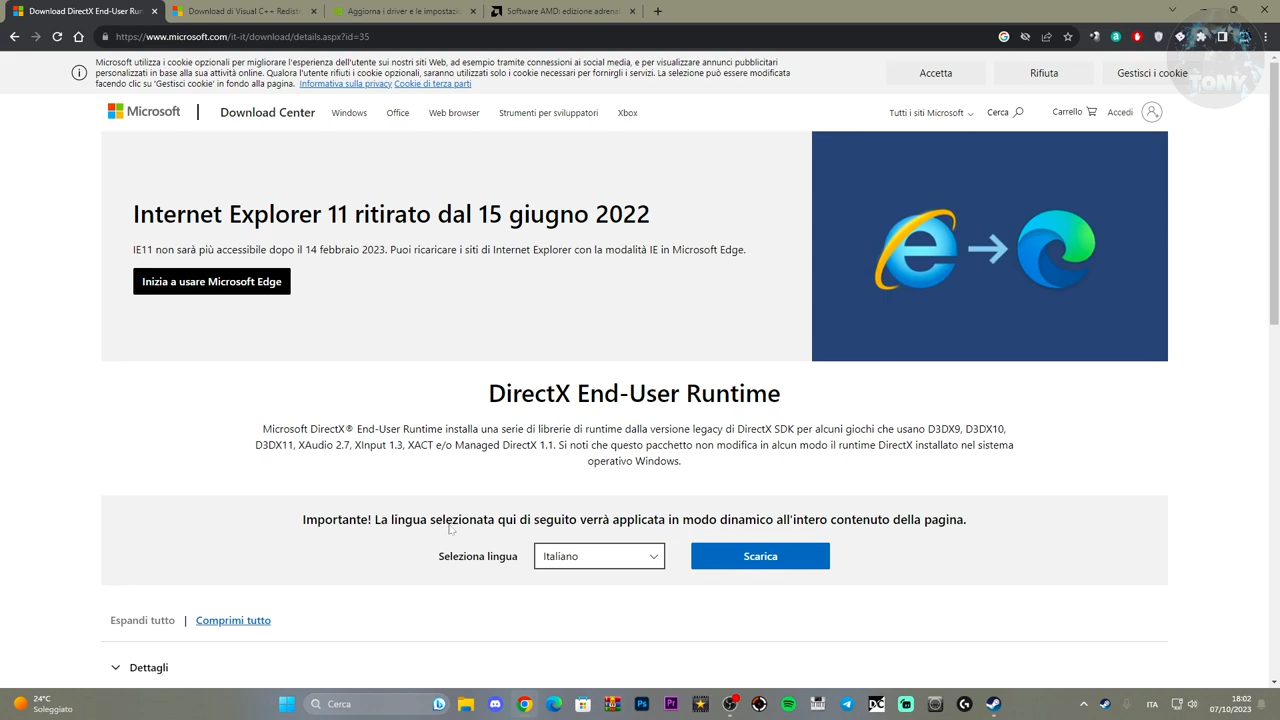 Download DirectX End-User Run
Download di Visual C++ Redistri
Aggiorna i driver e le impostazio
Software AMD: edizione adrenal
https://www.microsoft.com/it-it/download/details.aspx?id=35
Microsoft utilizza i cookie opzionali per migliorare l'esperienza dell'utente sui nostri siti Web, ad esempio tramite connessioni ai social media, e per visualizzare annunci pubblicitari
personalizzati in base alla sua attività online. Qualora l'utente rifiuti i cookie opzionali, saranno utilizzati solo i cookie necessari per fornirgli i servizi. La selezione può essere modificata
facendo clic su 'Gestisci cookie' in fondo alla pagina. Informativa sulla privacy Cookie di terza parti
Accetta
Rifiuta
Gestisci i cookie
TONY
Microsoft
Download Center
Windows
Office
Web browser
Strumenti per sviluppatori
Xbox
Tutti i siti Microsoft
Cerca
Carrello
Accedi
Internet Explorer 11 ritirato dal 15 giugno 2022
IE11 non sarà più accessibile dopo il 14 febbraio 2023. Puoi ricaricare i siti di Internet Explorer con la modalità IE in Microsoft Edge.
Inizia a usare Microsoft Edge
DirectX End-User Runtime
Microsoft DirectX® End-User Runtime installa una serie di librerie di runtime dalla versione legacy di DirectX SDK per alcuni giochi che usano D3DX9, D3DX10,
D3DX11, XAudio 2.7, XInput 1.3, XACT e/o Managed DirectX 1.1. Si noti che questo pacchetto non modifica in alcun modo il runtime DirectX installato nel sistema
operativo Windows.
Importante! La lingua selezionata qui di seguito verrà applicata in modo dinamico all'intero contenuto della pagina.
Seleziona lingua
Italiano
Scarica
Espandi tutto | Comprimi tutto
Dettagli
24°C
Soleggiato
Cerca
ITA
18:02
07/10/2023